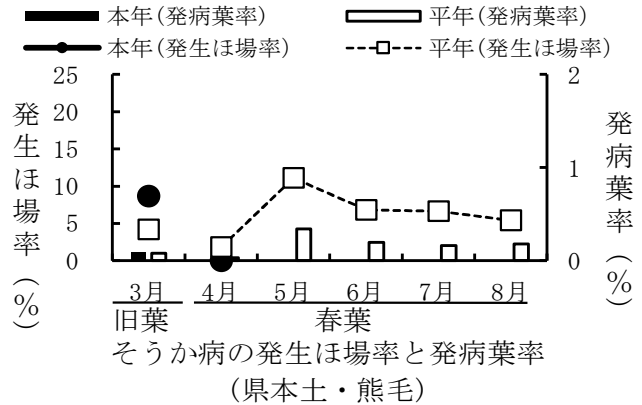 本年(発病葉率) 平年(発病葉率)
本年(発生ほ場率) 平年(発生ほ場率)
25
20
15
10
5
0
発生ほ場率(%)
2
1
0
発病葉率(%)
3月 4月 5月 6月 7月 8月
旧葉 春葉
そうか病の発生ほ場率と発病葉率
(県本土・熊毛)